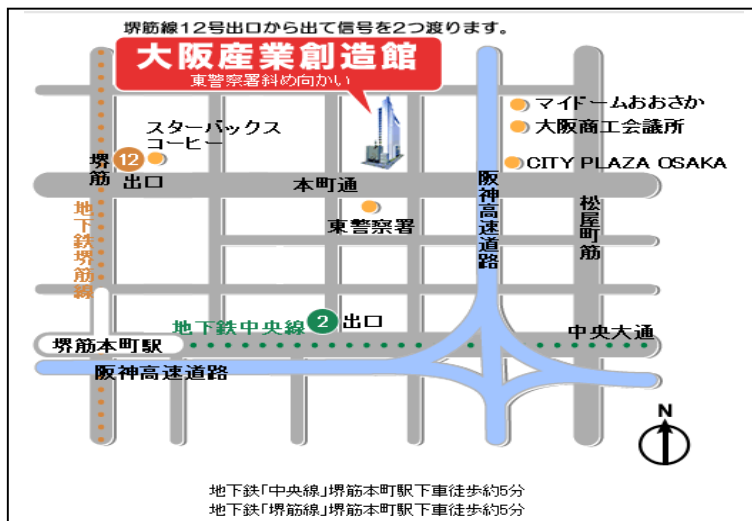 堺筋線12号出口から出て信号を2つ渡ります。
大阪産業創造館
東警察署斜め向かい
マイドームおおさか
大阪商工会議所
スターバックス
コーヒー
堺筋
12
出口
CITY PLAZA OSAKA
本町通
阪神高速道路
松屋町筋
東警察署
地下鉄堺筋線
地下鉄中央線
2
出口
堺筋本町駅
中央大通
阪神高速道路
N
地下鉄「中央線」堺筋本町駅下車徒歩約5分
地下鉄「堺筋線」堺筋本町駅下車徒歩約5分